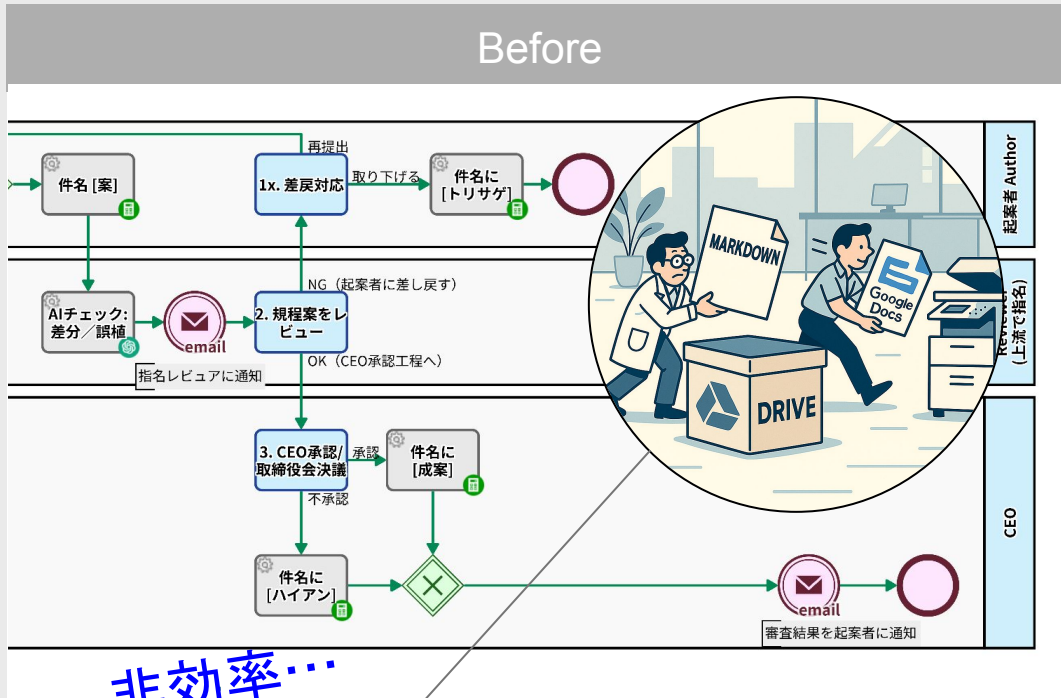 Before
再提出
件名 [案]
1x. 差戻対応
取り下げる
件名に
[トリサゲ]
起案者 Author
MARKDOWN
Google
Docs
DRIVE
NG（起案者に差し戻す）
AIチェック:
差分／誤植
email
2. 規程案をレ
ビュー
指名レビュアに通知
OK（CEO承認工程へ）
(上流で指名)
3. CEO承認/
取締役会決議
承認
件名に
[成案]
不承認
CEO
件名に
[ハイアン]
email
審査結果を起案者に通知
非効率…